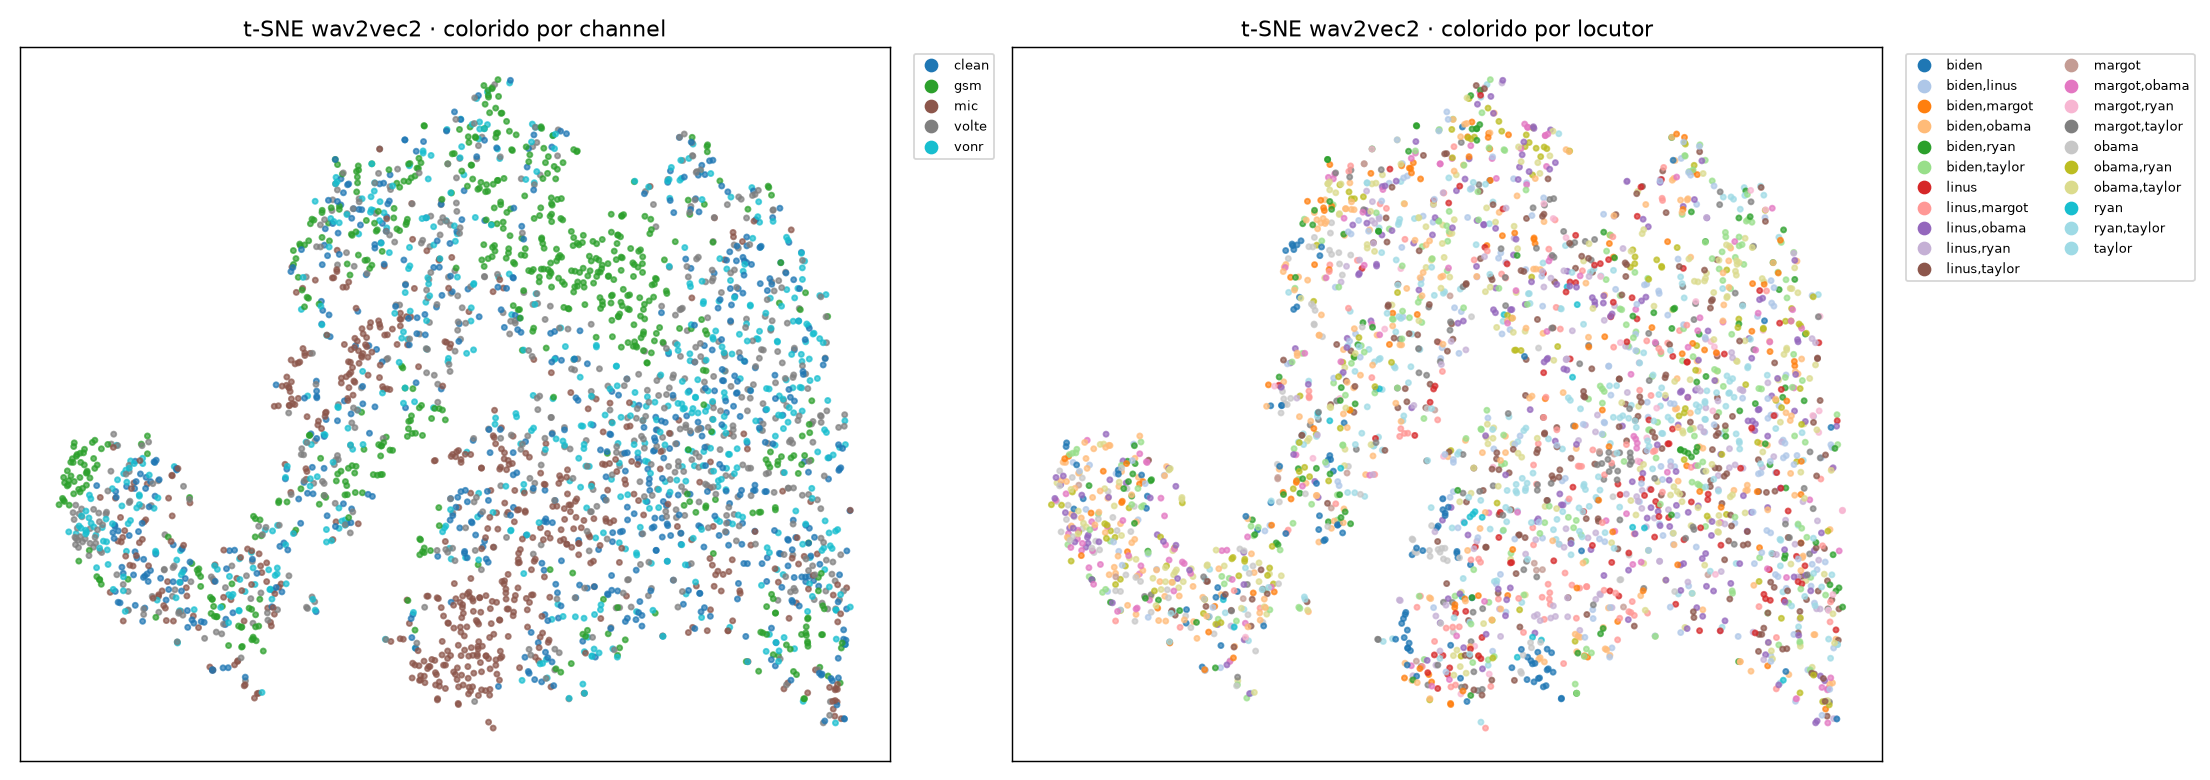 t-SNE wav2vec2 · colorido por channel
clean
gsm
mic
volte
vonr
t-SNE wav2vec2 · colorido por locutor
biden
biden,linus
biden,margot
biden,obama
biden,ryan
biden,taylor
linus
linus,margot
linus,obama
linus,ryan
linus,taylor
margot
margot,obama
margot,ryan
margot,taylor
obama
obama,ryan
obama,taylor
ryan
ryan,taylor
taylor